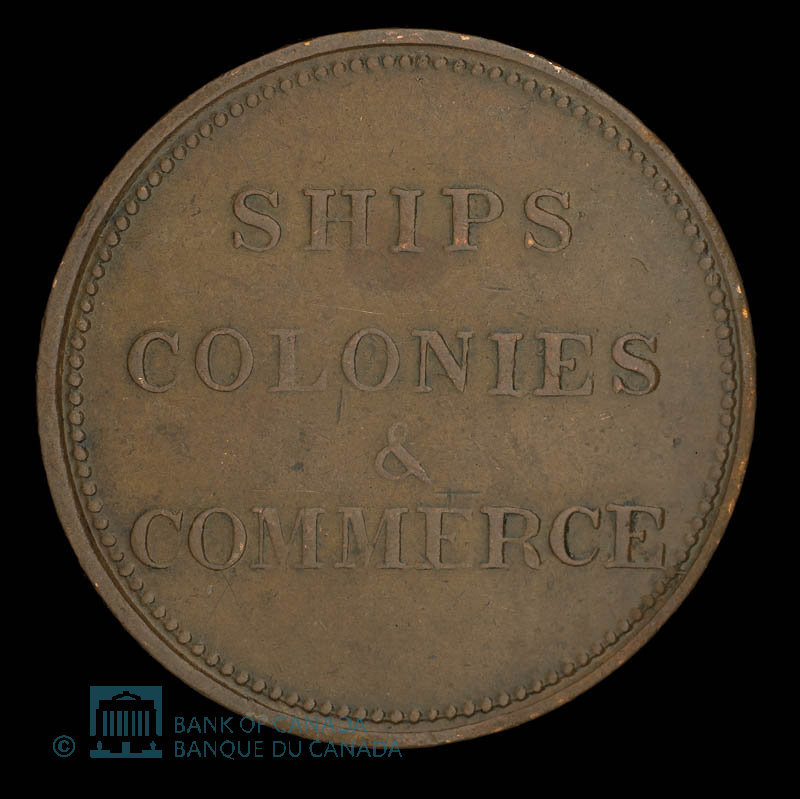 SHIPS
COLONIES
&
COMMERCE
© BANK OF CANADA
BANQUE DU CANADA